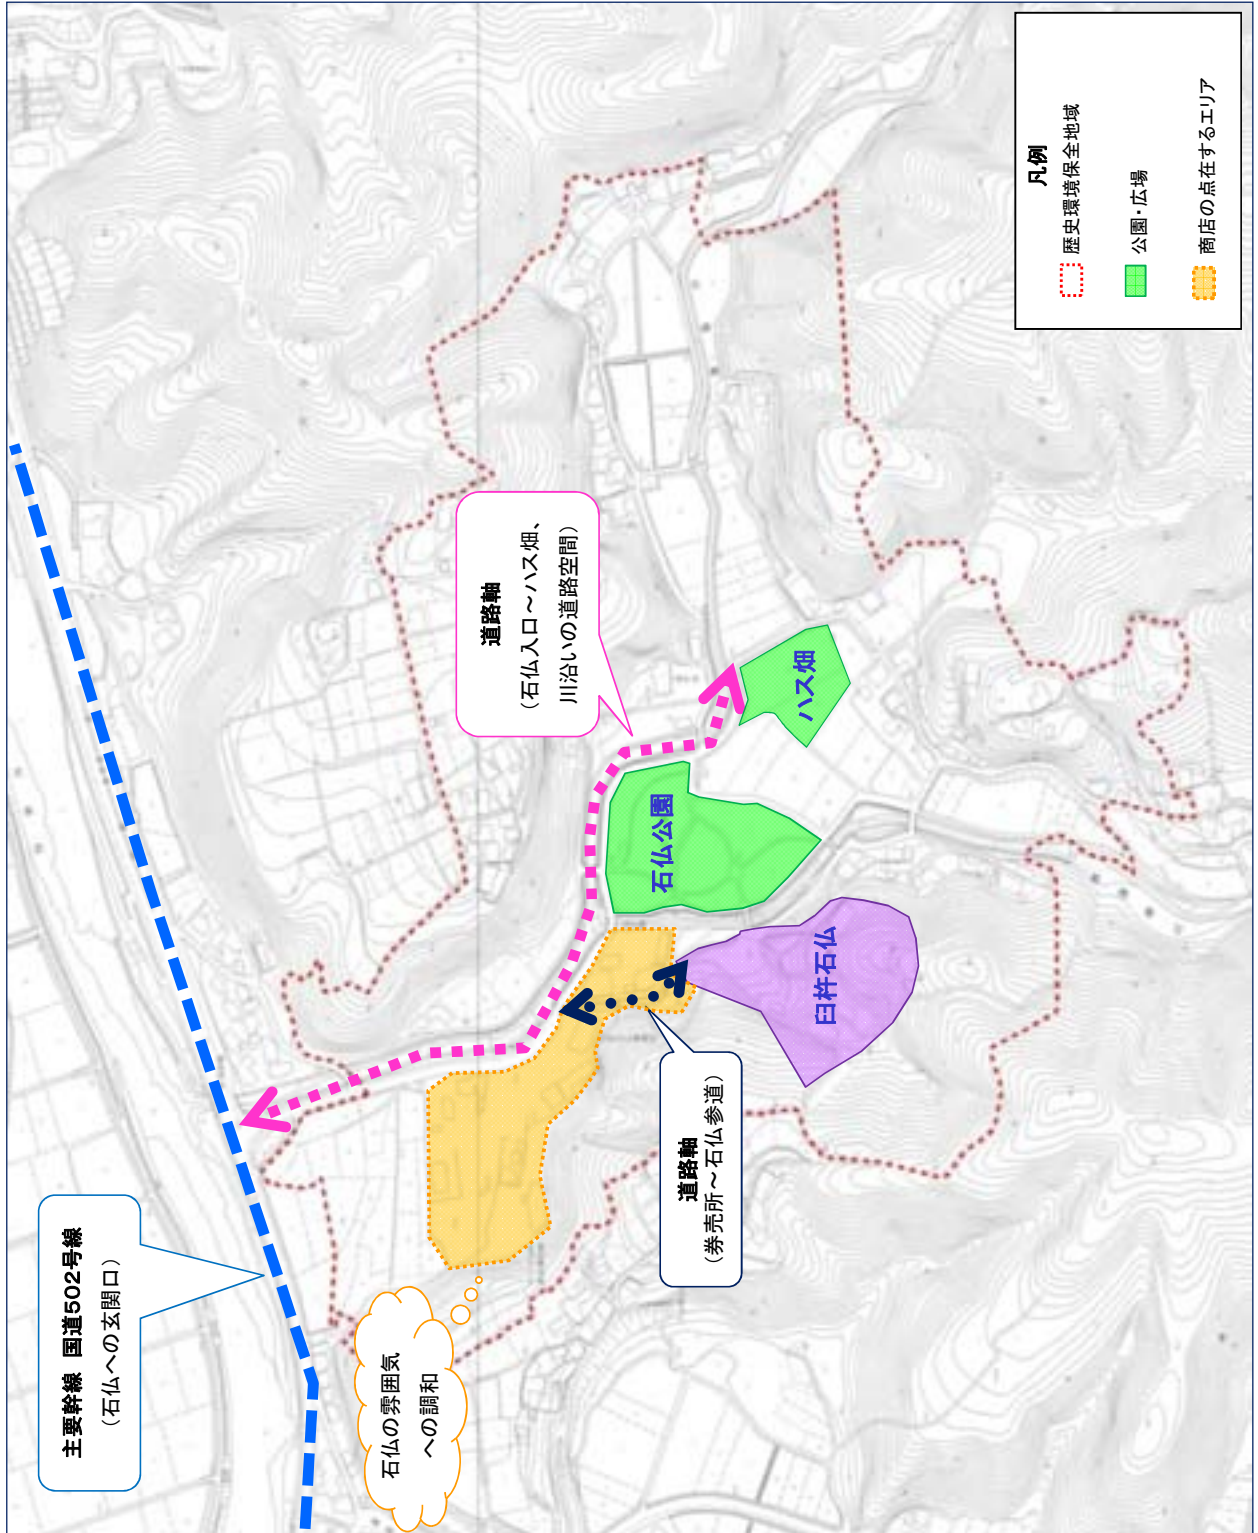 主要幹線 国道502号線
（石仏への玄関口）
石仏の雰囲気
への調和
道路軸
（券売所～石仏参道）
道路軸
（石仏入口～ハス畑、
川沿いの道路空間）
石仏公園
ハス畑
臼杵石仏
凡例
歴史環境保全地域
公園・広場
商店の点在するエリア